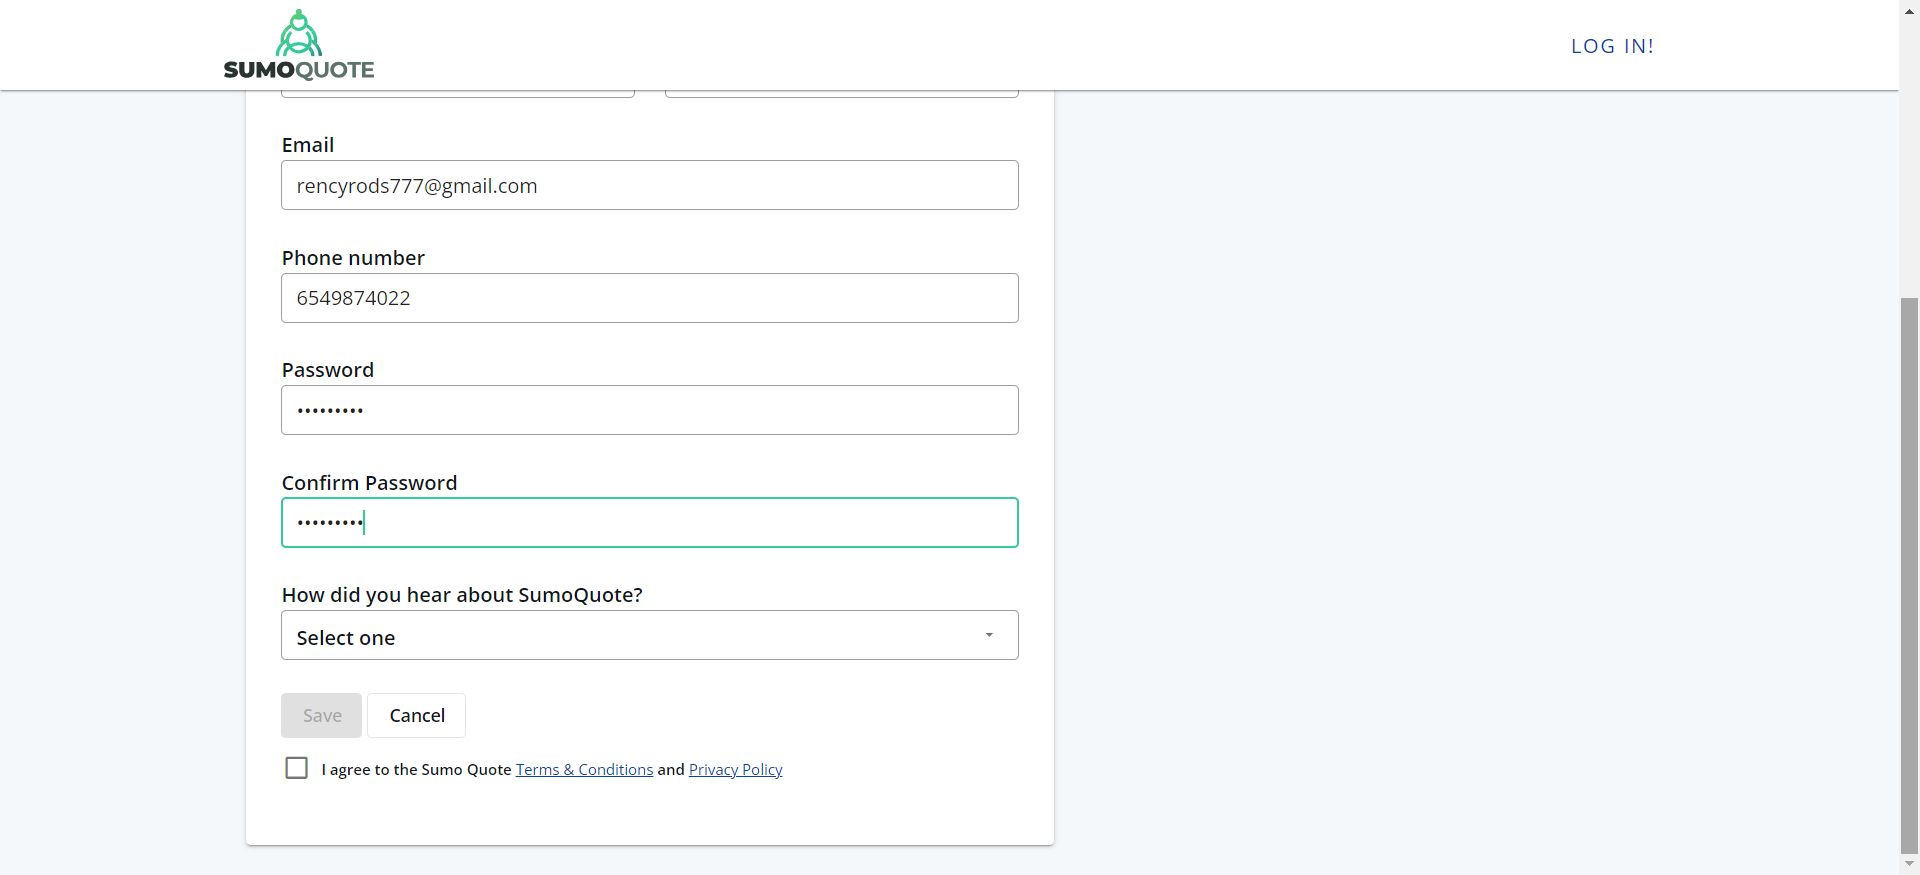 SUMOQUOTE
LOG IN!
Email
rencyrods777@gmail.com
Phone number
6549874022
Password
•••••••••
Confirm Password
•••••••••
How did you hear about SumoQuote?
Select one
Save
Cancel
I agree to the Sumo Quote Terms & Conditions and Privacy Policy